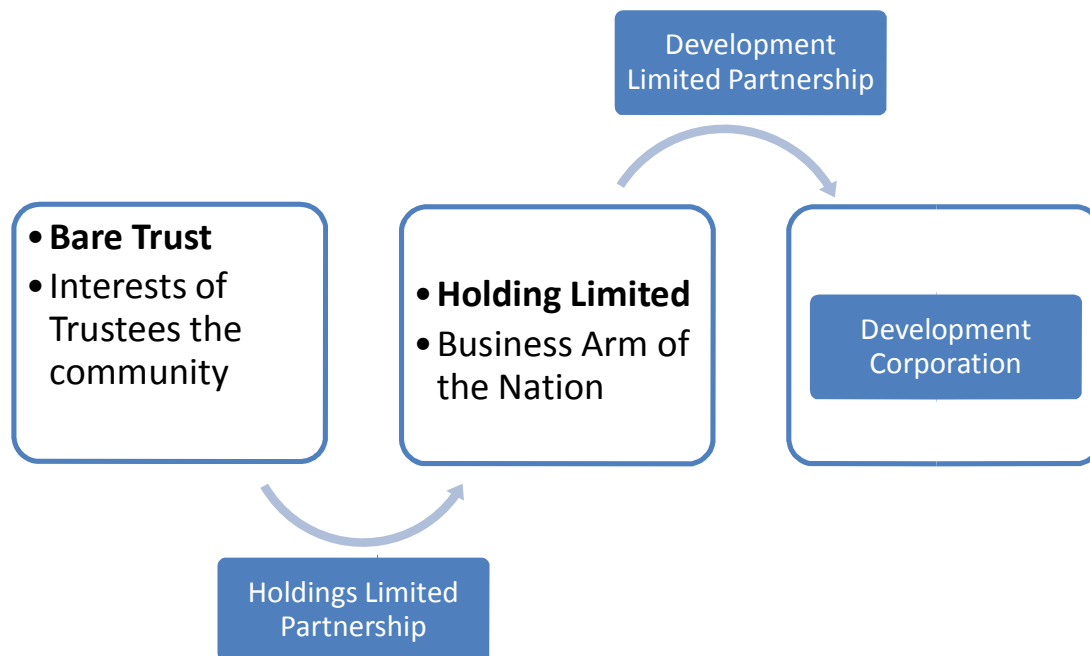 Development
Limited Partnership
•Bare Trust
•Interests of
Trustees the
community
•Holding Limited
•Business Arm of
the Nation
Development
Corporation
Holdings Limited
Partnership